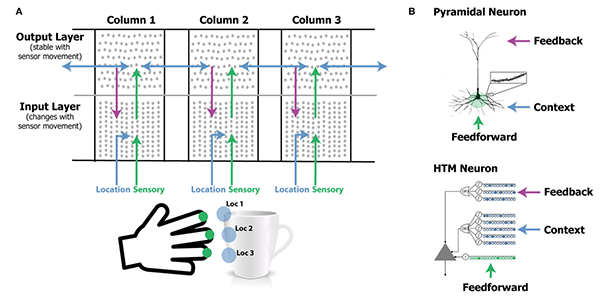 A
Column 1
Column 2
Column 3
Output Layer
(stable with
sensor movement)
Input Layer
(changes with
sensor movement)
Location Sensory
Location Sensory
Location Sensory
Loc 1
Loc 2
Loc 3
B
Pyramidal Neuron
Feedback
Context
Feedforward
HTM Neuron
Feedback
Context
Feedforward